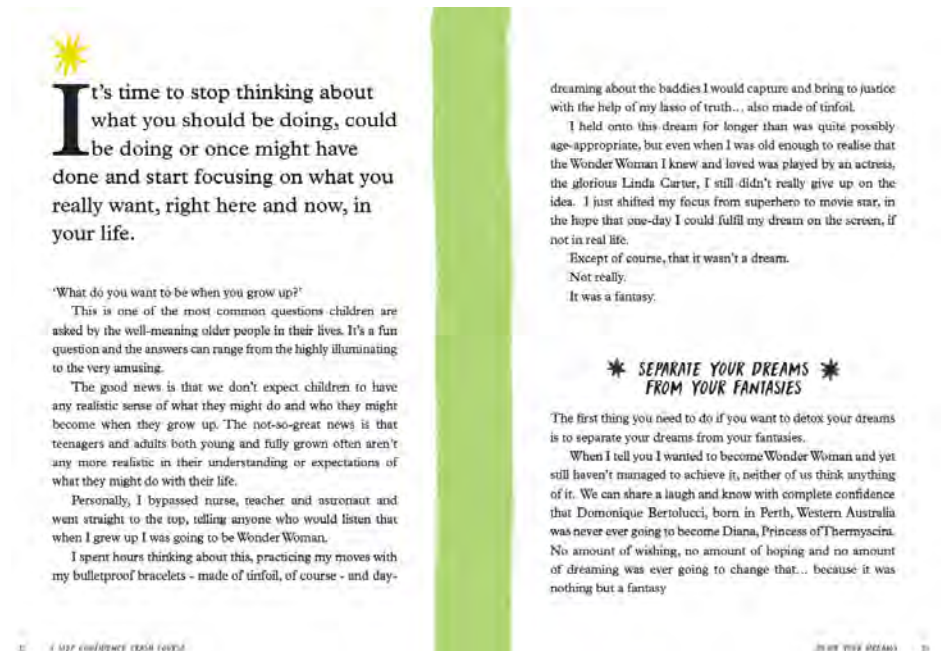 It's time to stop thinking about
what you should be doing, could
be doing or once might have
done and start focusing on what you
really want, right here and now, in
your life.
'What do you want to be when you grow up?'
This is one of the most common questions children are
asked by the well-meaning older people in their lives. It's a fun
question and the answers can range from the highly illuminating
to the very amusing.
The good news is that we don't expect children to have
any realistic sense of what they might do and who they might
become when they grow up. The not-so-great news is that
teenagers and adults both young and fully grown often aren't
any more realistic in their understanding or expectations of
what they might do with their life.
Personally, I bypassed nurse, teacher and astronaut and
went straight to the top, telling anyone who would listen that
when I grew up I was going to be Wonder Woman.
I spent hours thinking about this, practicing my moves with
my bulletproof bracelets - made of tinfoil, of course - and day-
A STEP CONFIDENCE CRASH COURSE
dreaming about the baddies I would capture and bring to justice
with the help of my lasso of truth... also made of tinfoil.
I held onto this dream for longer than was quite possibly
age-appropriate, but even when I was old enough to realise that
the Wonder Woman I knew and loved was played by an actress,
the glorious Linda Carter, I still didn't really give up on the
idea. I just shifted my focus from superhero to movie star, in
the hope that one-day I could fulfil my dream on the screen, if
not in real life.
Except of course, that it wasn't a dream.
Not really.
It was a fantasy.
SEPARATE YOUR DREAMS
FROM YOUR FANTASIES
The first thing you need to do if you want to detox your dreams
is to separate your dreams from your fantasies.
When I tell you I wanted to become Wonder Woman and yet
still haven't managed to achieve it, neither of us think anything
of it. We can share a laugh and know with complete confidence
that Domonique Bertolucci, born in Perth, Western Australia
was never ever going to become Diana, Princess of Thermyscira.
No amount of wishing, no amount of hoping and no amount
of dreaming was ever going to change that... because it was
nothing but a fantasy
YOUR DREAMS